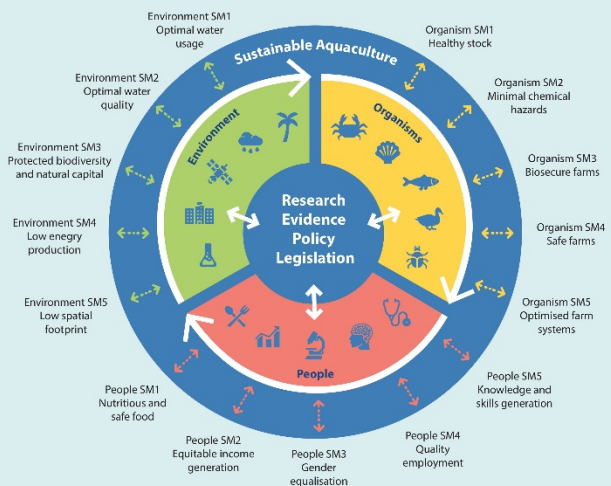 Sustainable Aquaculture
Environment
Organisms
People
Research
Evidence
Policy
Legislation
Environment SM1
Optimal water
usage
Environment SM2
Optimal water
quality
Environment SM3
Protected biodiversity
and natural capital
Environment SM4
Low enegry
production
Environment SM5
Low spatial
footprint
Organism SM1
Healthy stock
Organism SM2
Minimal chemical
hazards
Organism SM3
Biosecure farms
Organism SM4
Safe farms
Organism SM5
Optimised farm
systems
People SM1
Nutritious and
safe food
People SM2
Equitable income
generation
People SM3
Gender
equalisation
People SM4
Quality
employment
People SM5
Knowledge and
skills generation